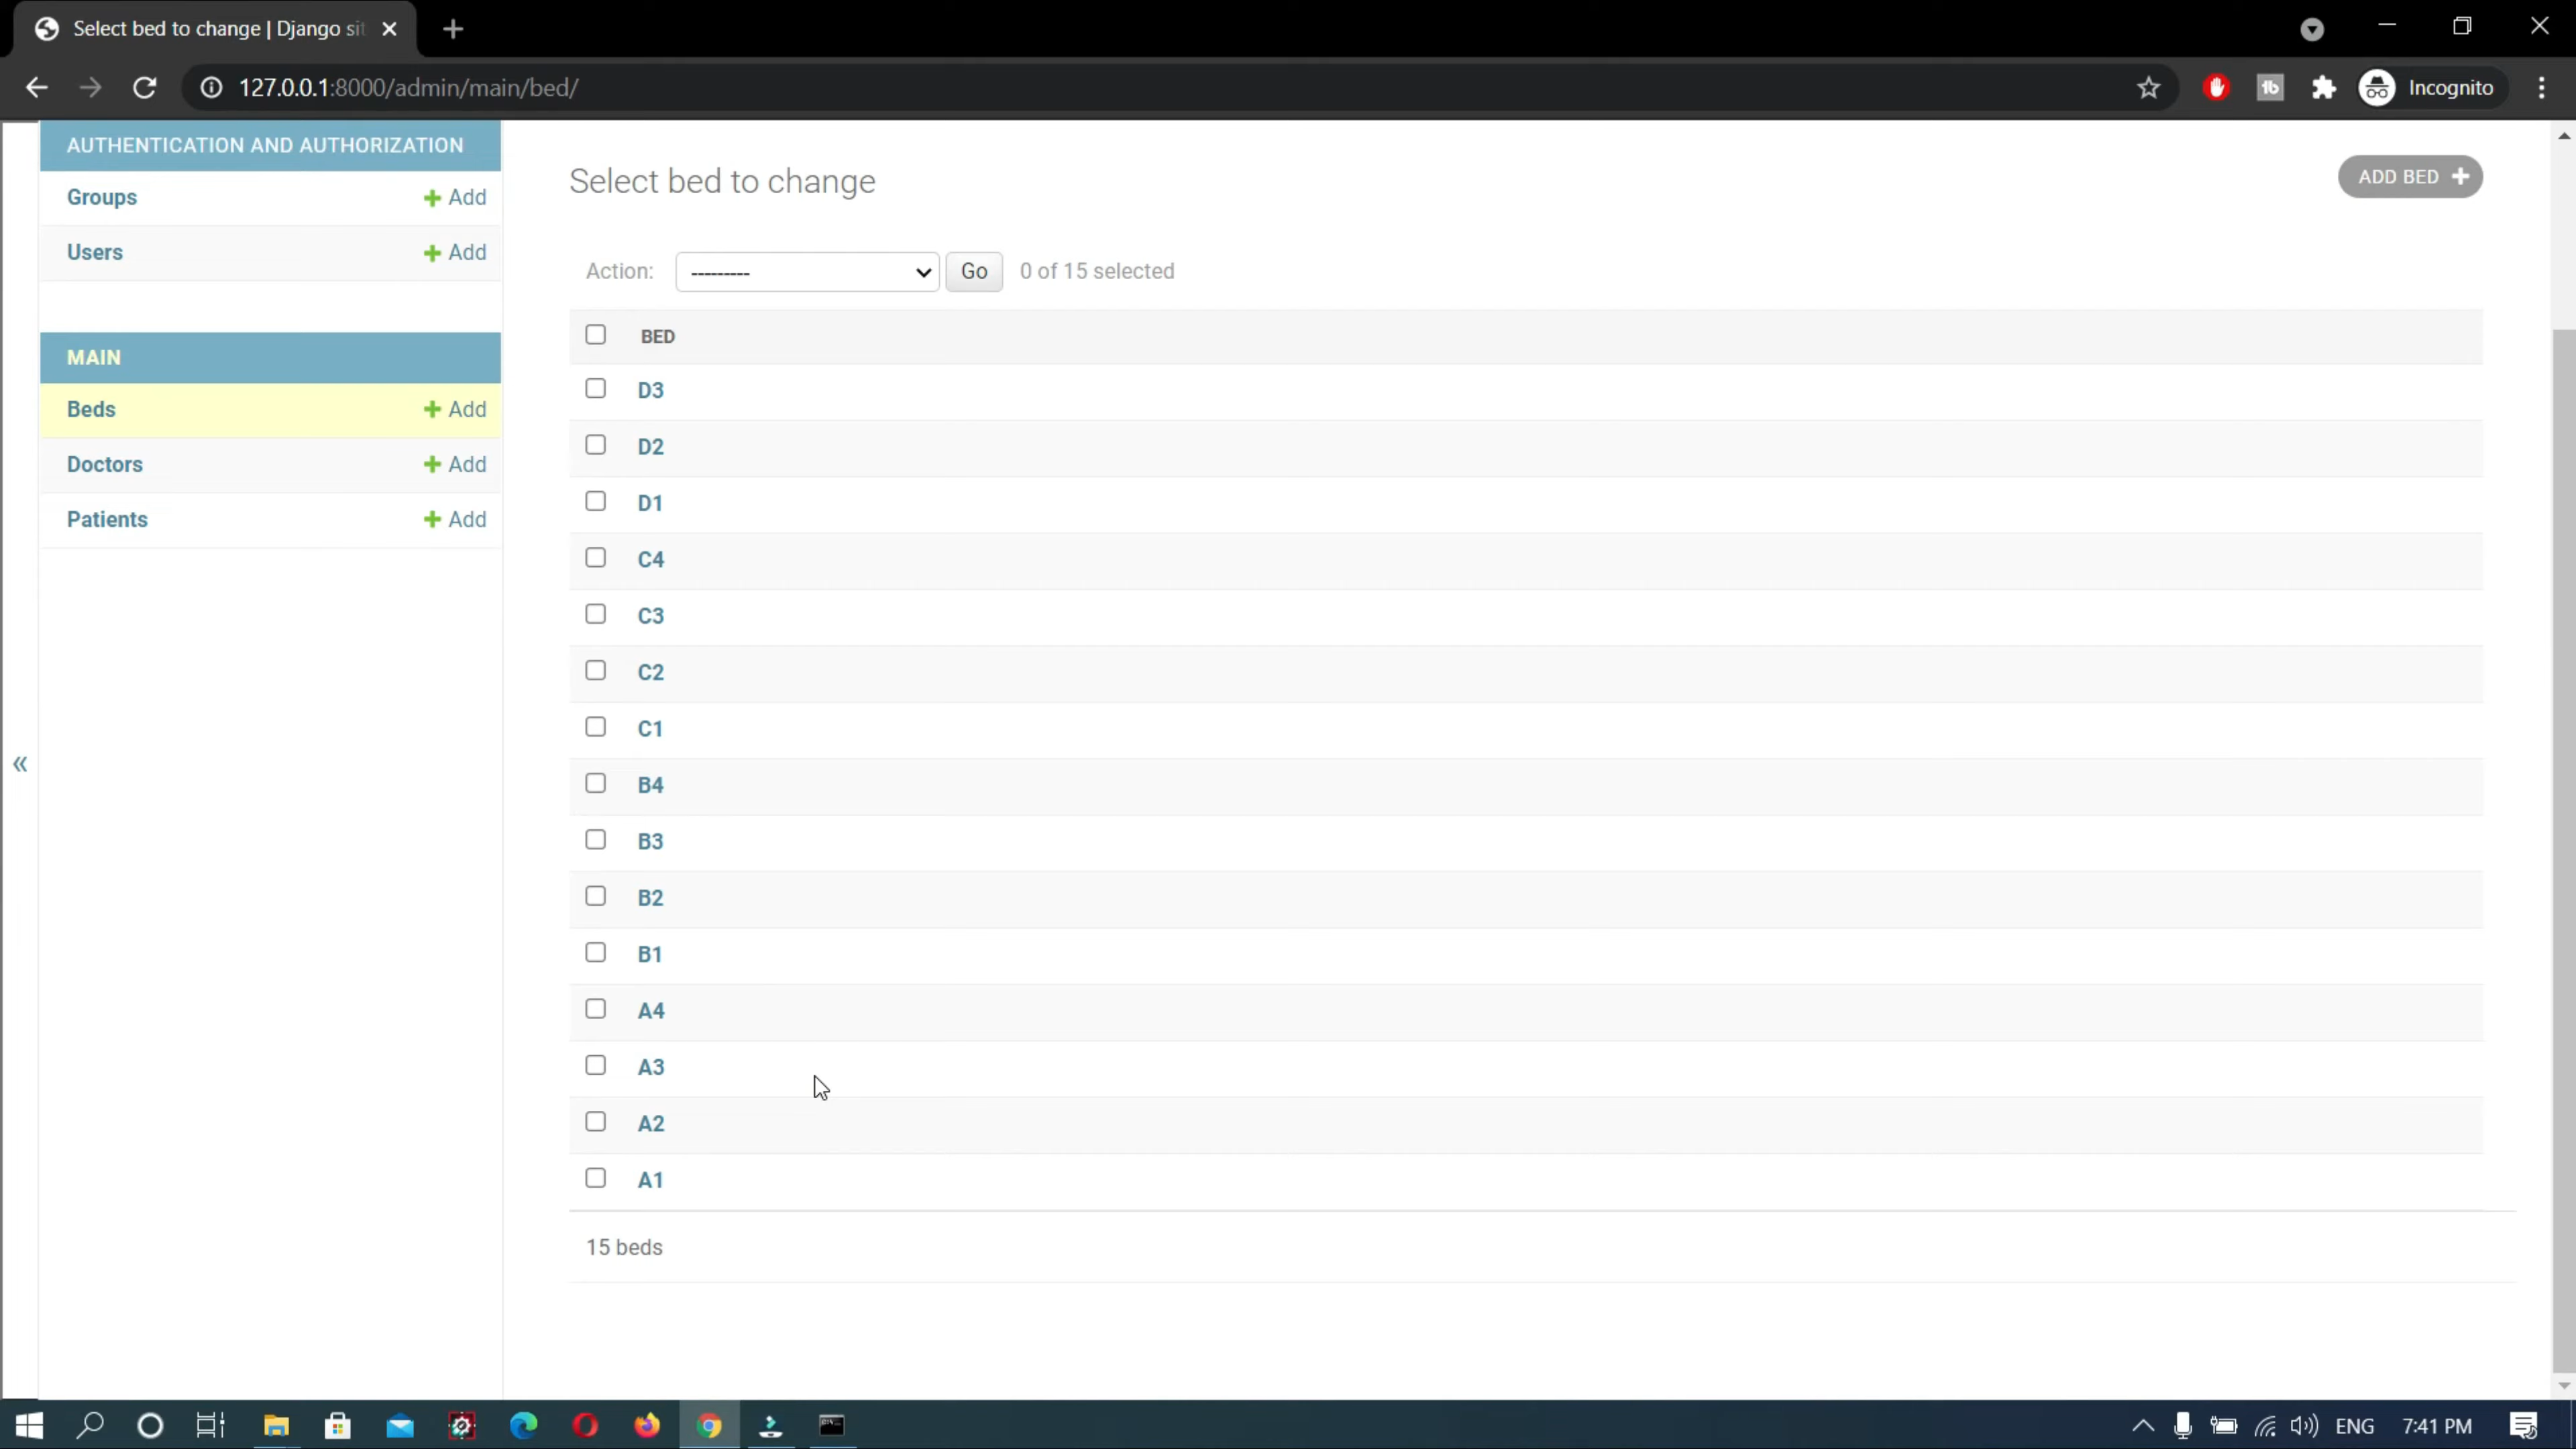 Select bed to change | Django sit
127.0.0.1:8000/admin/main/bed/
Incognito
AUTHENTICATION AND AUTHORIZATION
Groups Add
Users Add
MAIN
Beds Add
Doctors Add
Patients Add
«
Select bed to change
ADD BED
Action: --------- Go 0 of 15 selected
BED
D3
D2
D1
C4
C3
C2
C1
B4
B3
B2
B1
A4
A3
A2
A1
15 beds
ENG 7:41 PM